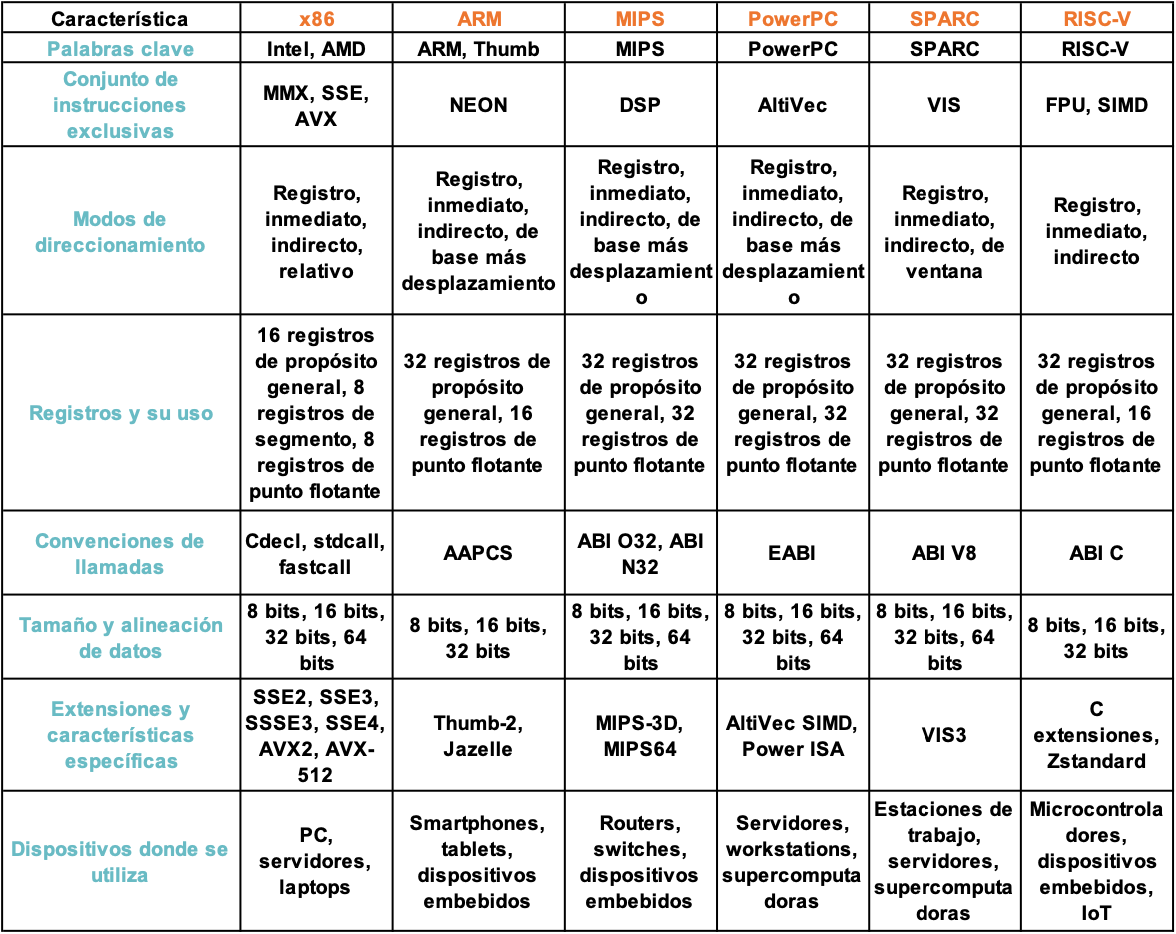 Característica
x86
ARM
MIPS
PowerPC
SPARC
RISC-V
Palabras clave
Intel, AMD
ARM, Thumb
MIPS
PowerPC
SPARC
RISC-V
Conjunto de
instrucciones
exclusivas
MMX, SSE,
AVX
NEON
DSP
AltiVec
VIS
FPU, SIMD
Modos de
direccionamiento
Registro,
inmediato,
indirecto,
relativo
Registro,
inmediato,
indirecto, de
base más
desplazamiento
Registro,
inmediato,
indirecto, de
base más
desplazamient
o
Registro,
inmediato,
indirecto, de
base más
desplazamient
o
Registro,
inmediato,
indirecto, de
ventana
Registro,
inmediato,
indirecto
Registros y su uso
16 registros
de propósito
general, 8
registros de
segmento, 8
registros de
punto flotante
32 registros de
propósito
general, 16
registros de
punto flotante
32 registros
de propósito
general, 32
registros de
punto flotante
32 registros
de propósito
general, 32
registros de
punto flotante
32 registros
de propósito
general, 32
registros de
punto flotante
32 registros
de propósito
general, 16
registros de
punto flotante
Convenciones de
llamadas
Cdecl, stdcall,
fastcall
AAPCS
ABI O32, ABI
N32
EABI
ABI V8
ABI C
Tamaño y alineación
de datos
8 bits, 16 bits,
32 bits, 64
bits
8 bits, 16 bits,
32 bits
8 bits, 16 bits,
32 bits, 64
bits
8 bits, 16 bits,
32 bits, 64
bits
8 bits, 16 bits,
32 bits, 64
bits
8 bits, 16 bits,
32 bits
Extensiones y
características
específicas
SSE2, SSE3,
SSSE3, SSE4,
AVX2, AVX-
512
Thumb-2,
Jazelle
MIPS-3D,
MIPS64
AltiVec SIMD,
Power ISA
VIS3
C
extensiones,
Zstandard
Dispositivos donde se
utiliza
PC,
servidores,
laptops
Smartphones,
tablets,
dispositivos
embebidos
Routers,
switches,
dispositivos
embebidos
Servidores,
workstations,
supercomputa
doras
Estaciones de
trabajo,
servidores,
supercomputa
doras
Microcontrola
dores,
dispositivos
embebidos,
IoT